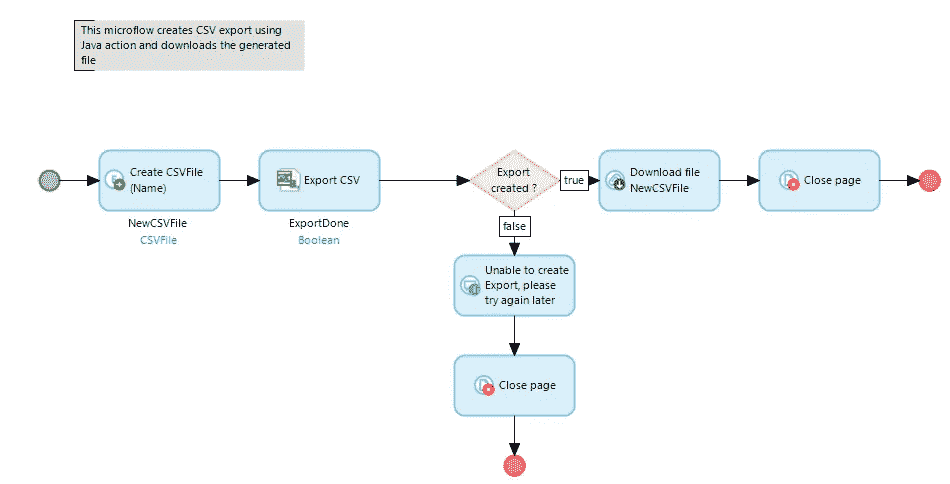 This microflow creates CSV export using
Java action and downloads the generated
file
Create CSVFile
(Name)
NewCSVFile
CSVFile
Export CSV
ExportDone
Boolean
Export
created ?
true
Download file
NewCSVFile
Close page
false
Unable to create
Export, please
try again later
Close page